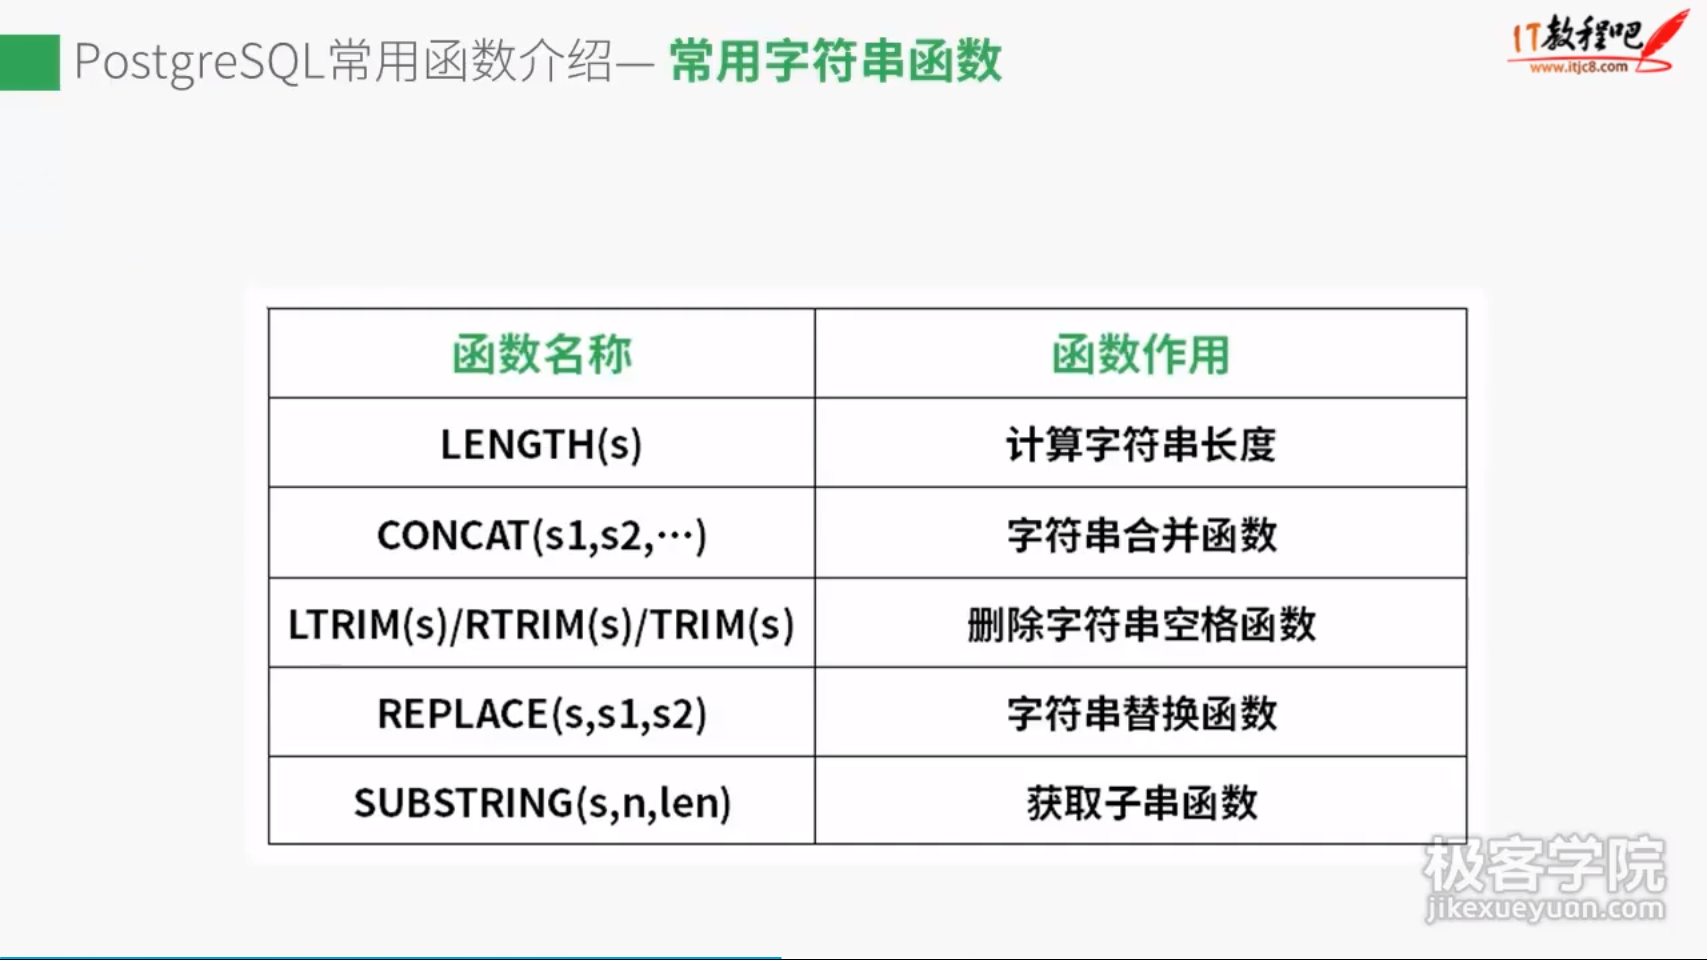 PostgreSQL常用函数介绍— 常用字符串函数
IT教程吧
www.itjc8.com
函数名称 函数作用
LENGTH(s) 计算字符串长度
CONCAT(s1,s2,…) 字符串合并函数
LTRIM(s)/RTRIM(s)/TRIM(s) 删除字符串空格函数
REPLACE(s,s1,s2) 字符串替换函数
SUBSTRING(s,n,len) 获取子串函数
极客学院
jikexueyuan.com